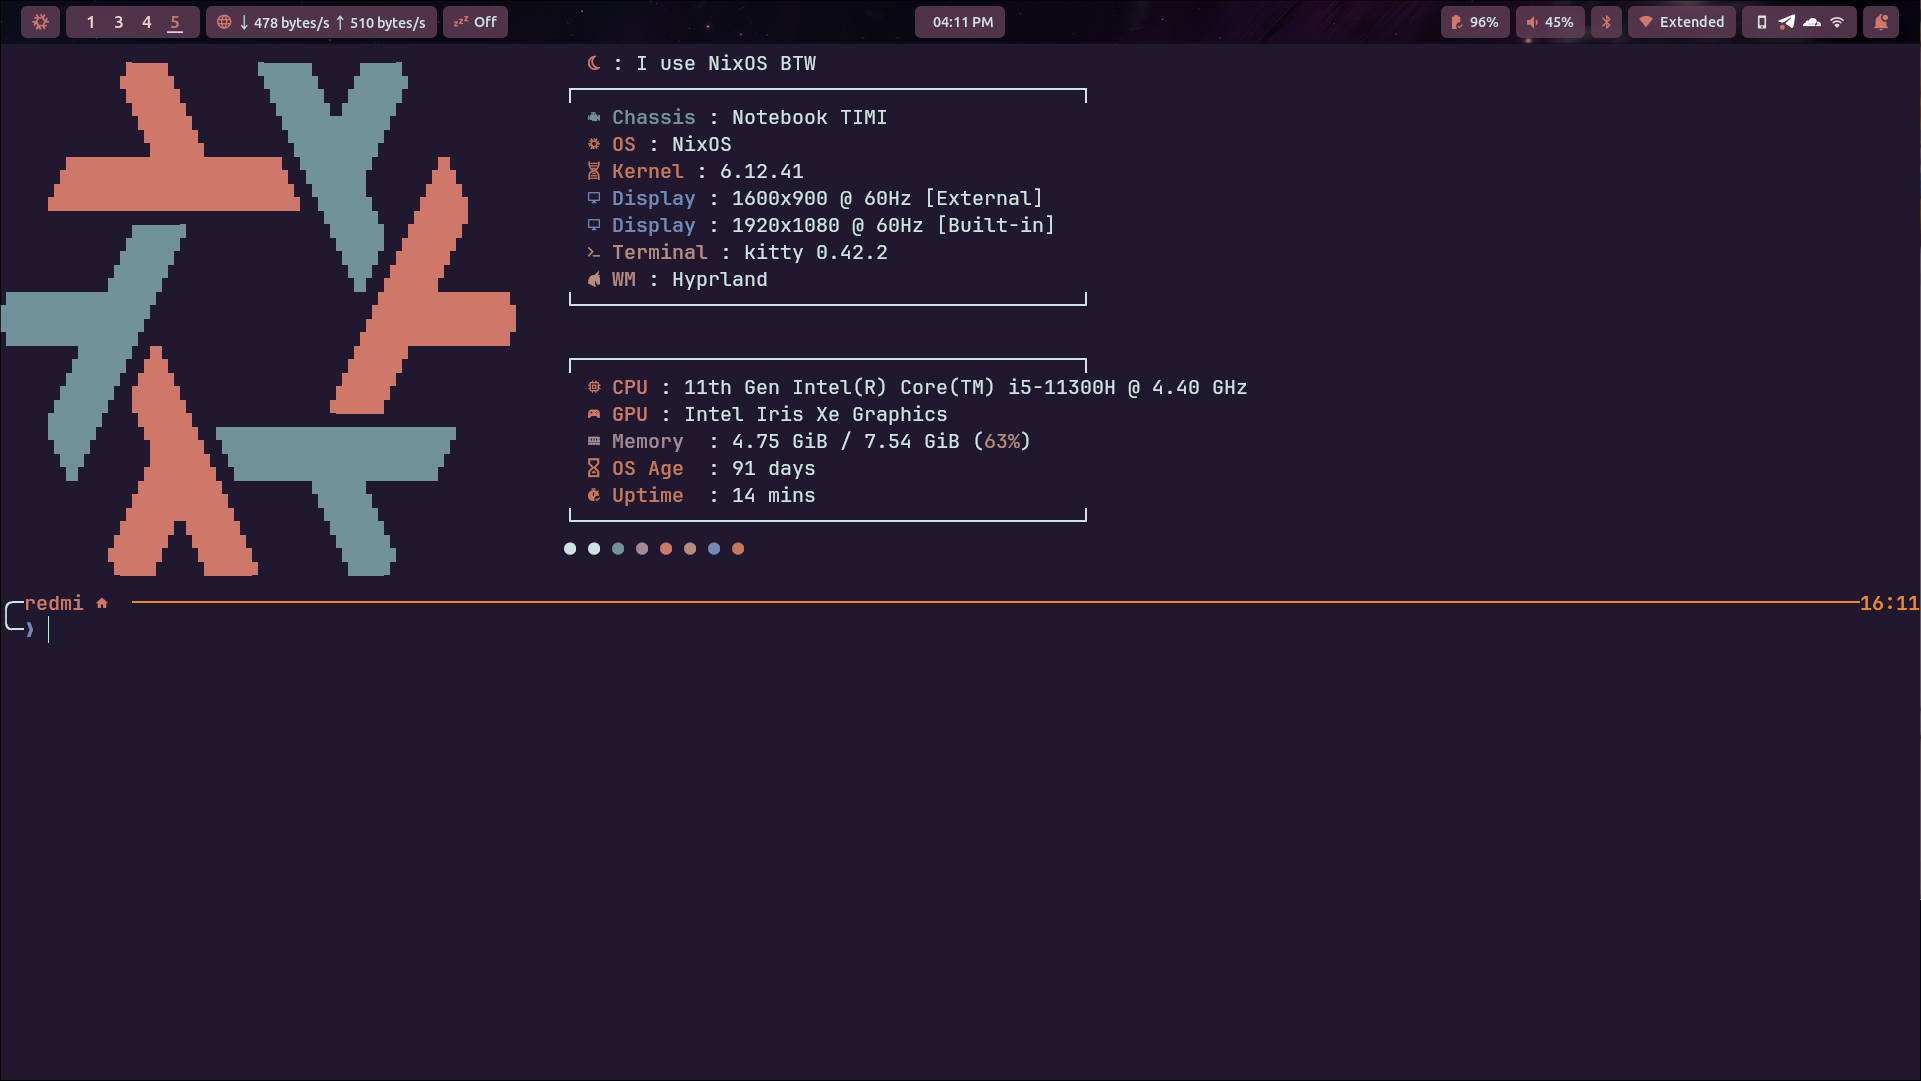 1 3 4 5 ↓ 478 bytes/s ↑ 510 bytes/s zzz Off 04:11 PM 96% 45% Extended
: I use NixOS BTW
Chassis : Notebook TIMI
OS : NixOS
Kernel : 6.12.41
Display : 1600x900 @ 60Hz [External]
Display : 1920x1080 @ 60Hz [Built-in]
Terminal : kitty 0.42.2
WM : Hyprland
CPU : 11th Gen Intel(R) Core(TM) i5-11300H @ 4.40 GHz
GPU : Intel Iris Xe Graphics
Memory : 4.75 GiB / 7.54 GiB (63%)
OS Age : 91 days
Uptime : 14 mins
redmi 16:11